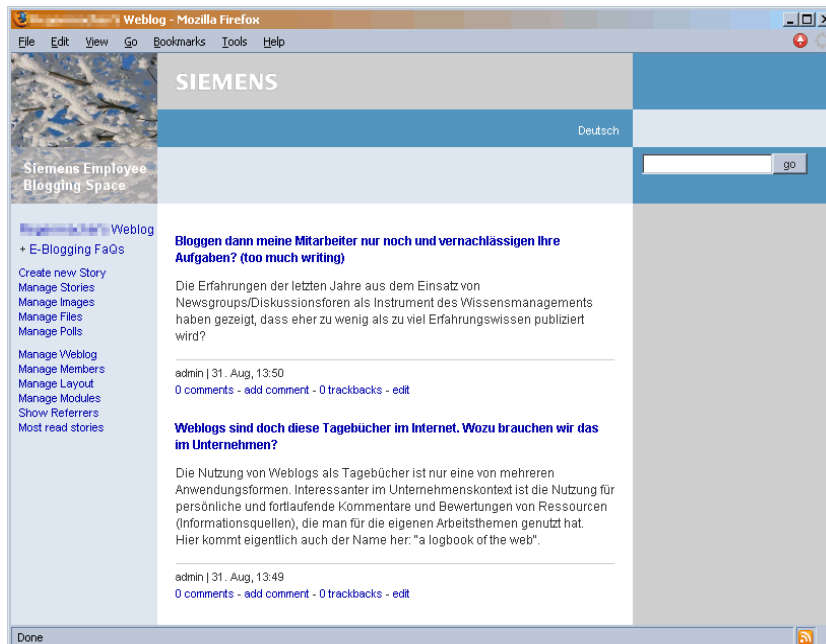 Weblog - Mozilla Firefox
File Edit View Go Bookmarks Tools Help
SIEMENS
Deutsch
Siemens Employee
Blogging Space
go
Weblog
+ E-Blogging FaQs
Create new Story
Manage Stories
Manage Images
Manage Files
Manage Polls
Manage Weblog
Manage Members
Manage Layout
Manage Modules
Show Referrers
Most read stories
Bloggen dann meine Mitarbeiter nur noch und vernachlässigen Ihre
Aufgaben? (too much writing)
Die Erfahrungen der letzten Jahre aus dem Einsatz von
Newsgroups/Diskussionsforen als Instrument des Wissensmanagements
haben gezeigt, dass eher zu wenig als zu viel Erfahrungswissen publiziert
wird?
admin | 31. Aug, 13:50
0 comments - add comment - 0 trackbacks - edit
Weblogs sind doch diese Tagebücher im Internet. Wozu brauchen wir das
im Unternehmen?
Die Nutzung von Weblogs als Tagebücher ist nur eine von mehreren
Anwendungsformen. Interessanter im Unternehmenskontext ist die Nutzung für
persönliche und fortlaufende Kommentare und Bewertungen von Ressourcen
(Informationsquellen), die man für die eigenen Arbeitsthemen genutzt hat.
Hier kommt eigentlich auch der Name her: "a logbook of the web".
admin | 31. Aug, 13:49
0 comments - add comment - 0 trackbacks - edit
Done